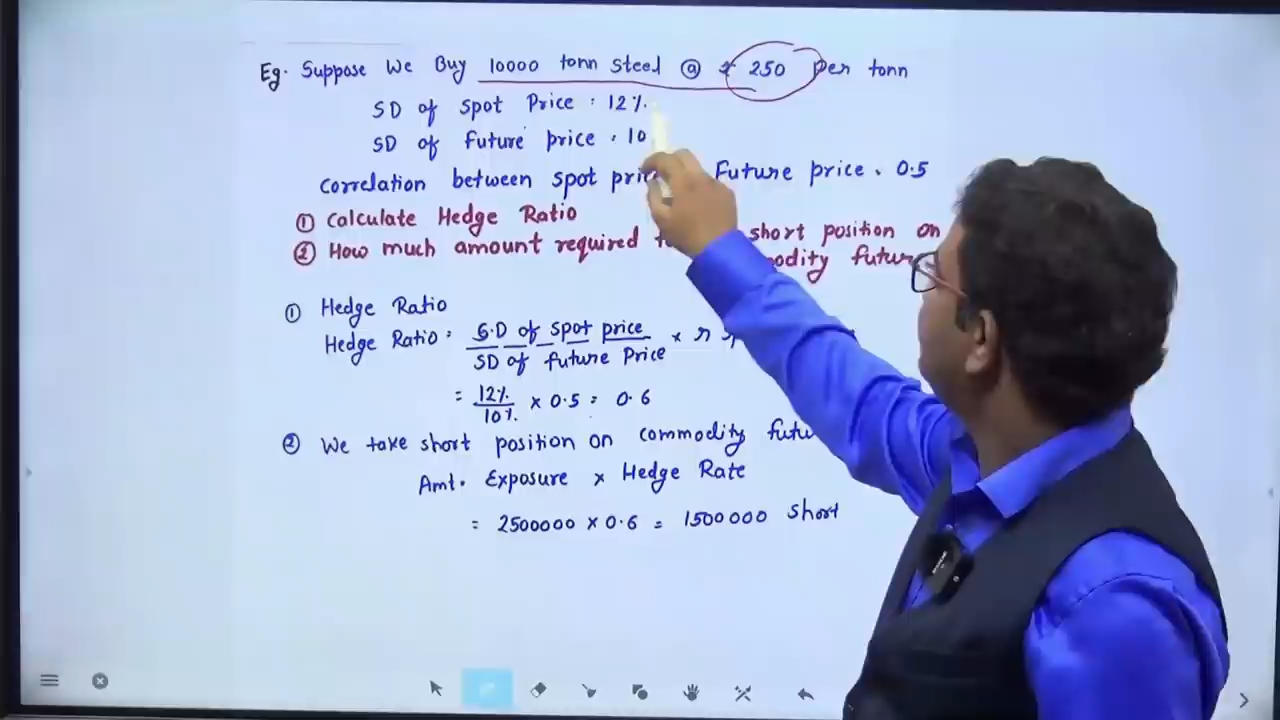 Eg. Suppose We Buy 10000 tonn steel @ ₹ 250 Per tonn
SD of spot Price : 12%
SD of future price . 10
Correlation between spot Future price . 0.5
① Calculate Hedge Ratio
② How much amount required short position on
futur
① Hedge Ratio
Hedge Ratio = S.D of spot price / SD of future Price × r
= 12% / 10% × 0.5 = 0.6
② We take short position on commodity futu
Amt. Exposure × Hedge Rate
= 2500000 × 0.6 = 1500000 short